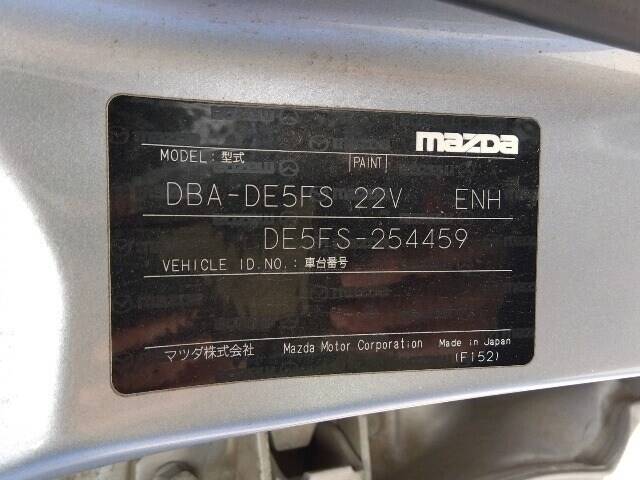 mazda
MODEL: 型式 PAINT
DBA-DE5FS 22V ENH
DE5FS-254459
VEHICLE ID.NO.: 車台番号
マツダ株式会社 Mazda Motor Corporation Made in Japan
(F152)